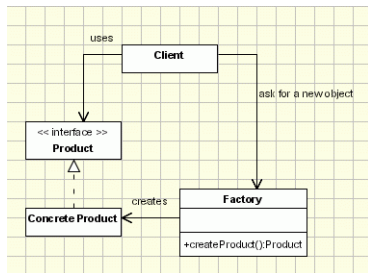 uses
Client
ask for a new object
<< interface >>
Product
creates
Factory
Concrete Product
+createProduct():Product